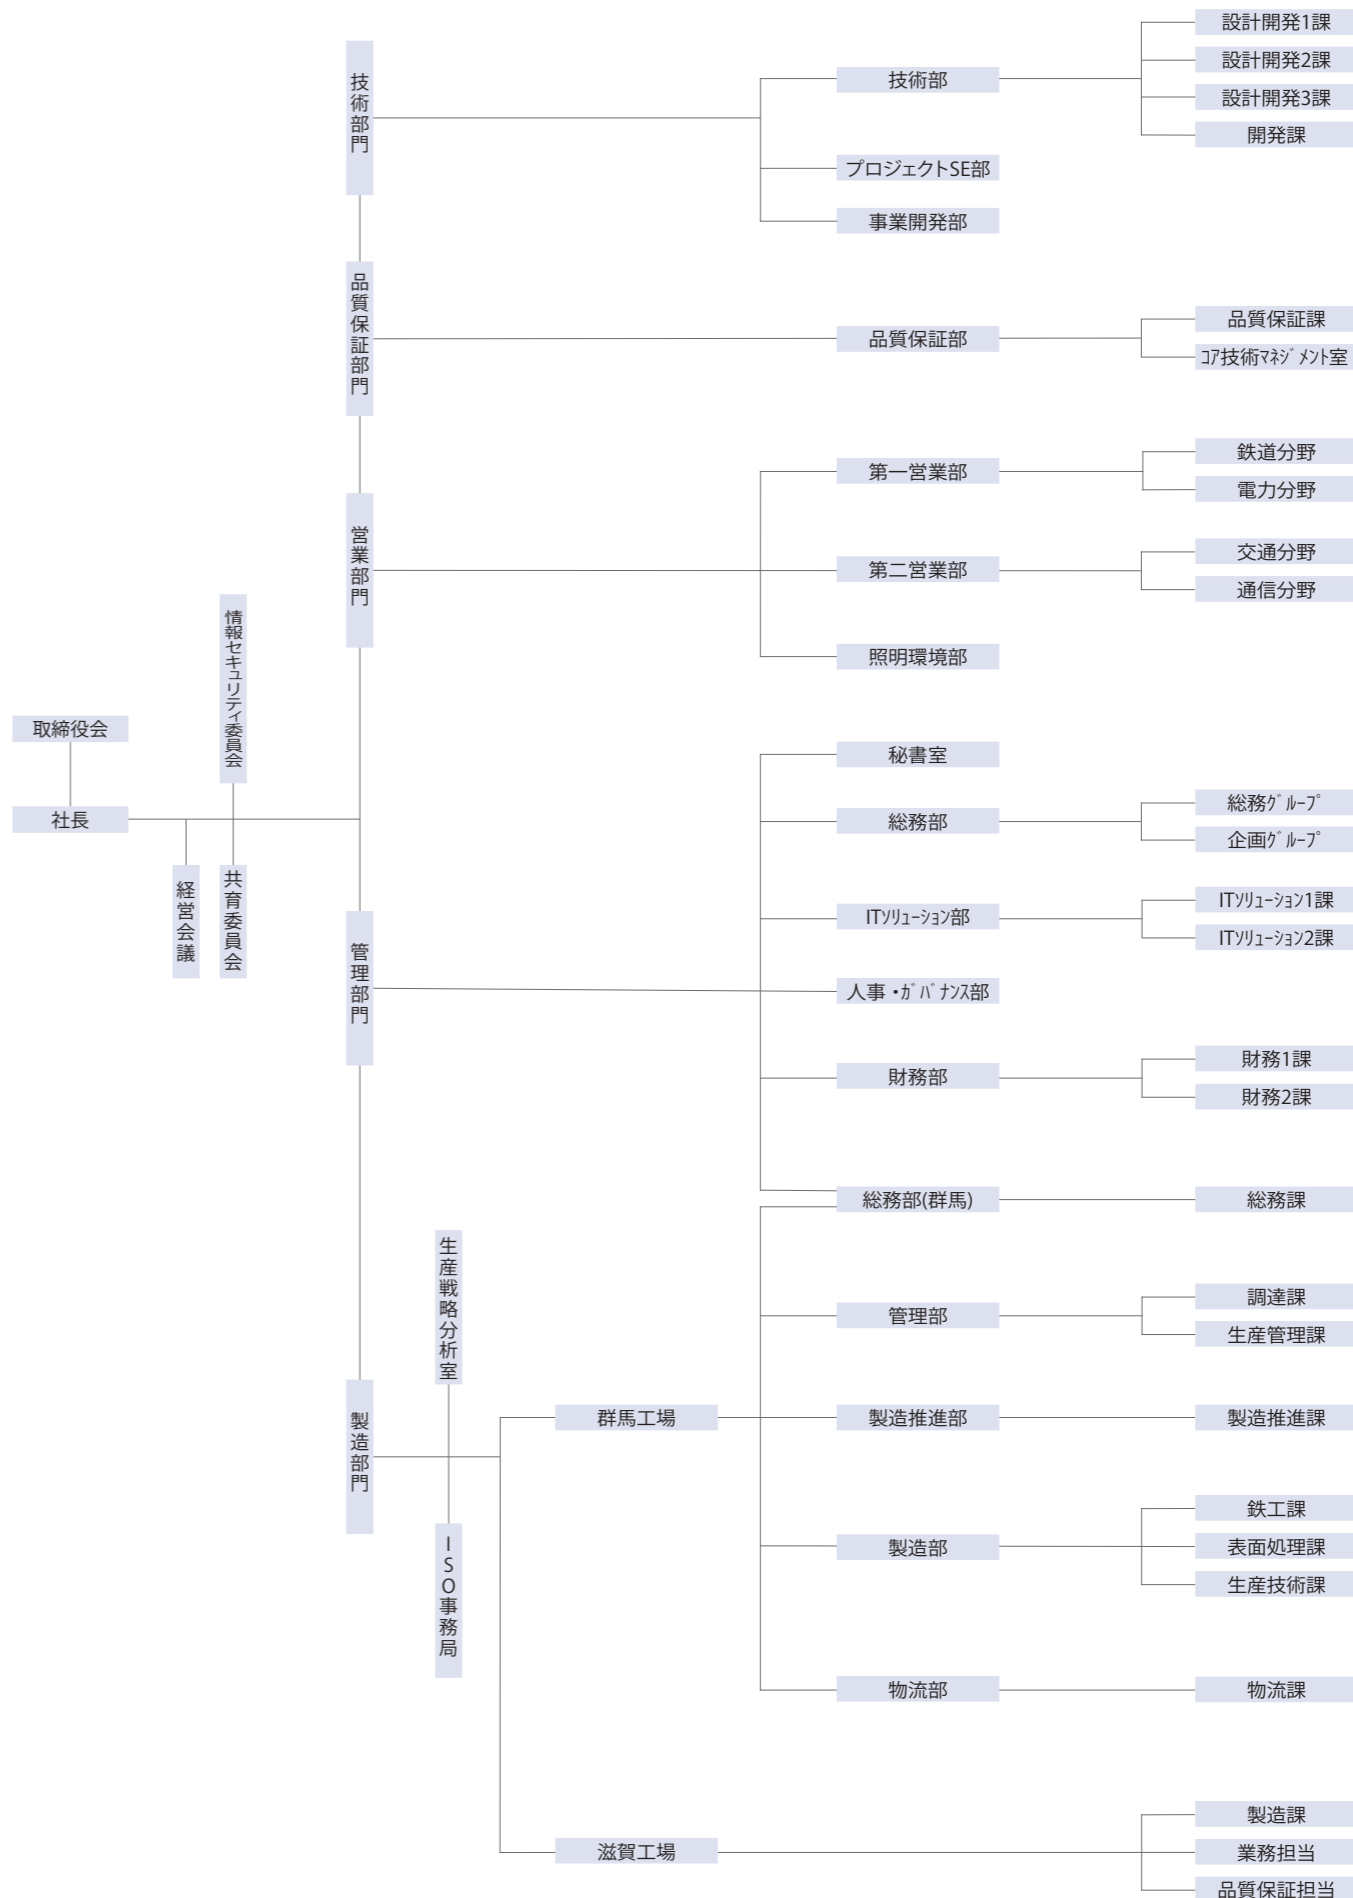 取締役会
社長
経営会議
情報セキュリティ委員会
共育委員会
技術部門
技術部
設計開発1課
設計開発2課
設計開発3課
開発課
プロジェクトSE部
事業開発部
品質保証部門
品質保証部
品質保証課
ｺｱ技術ﾏﾈｼﾞﾒﾝﾄ室
営業部門
第一営業部
鉄道分野
電力分野
第二営業部
交通分野
通信分野
照明環境部
管理部門
秘書室
総務部
総務ｸﾞﾙｰﾌﾟ
企画ｸﾞﾙｰﾌﾟ
ITｿﾘｭｰｼｮﾝ部
ITｿﾘｭｰｼｮﾝ1課
ITｿﾘｭｰｼｮﾝ2課
人事・ｶﾞﾊﾞﾅﾝｽ部
財務部
財務1課
財務2課
総務部(群馬)
総務課
製造部門
生産戦略分析室
ISO事務局
群馬工場
管理部
調達課
生産管理課
製造推進部
製造推進課
製造部
鉄工課
表面処理課
生産技術課
物流部
物流課
滋賀工場
製造課
業務担当
品質保証担当